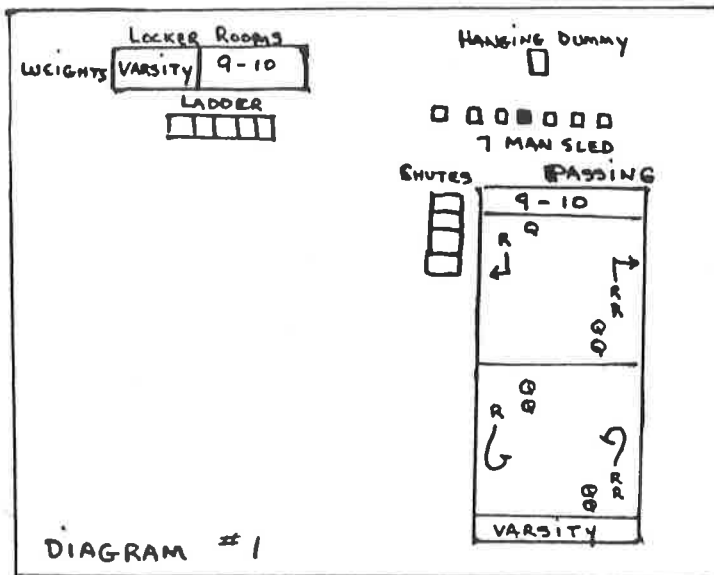 LOCKER ROOMS
WEIGHTS VARSITY 9-10
LADDER
HANGING DUMMY
7 MAN SLED
SHUTES
PASSING
9-10
Q
R
R
R
Q
Q
Q
Q
R
R
R
Q
Q
VARSITY
DIAGRAM #1